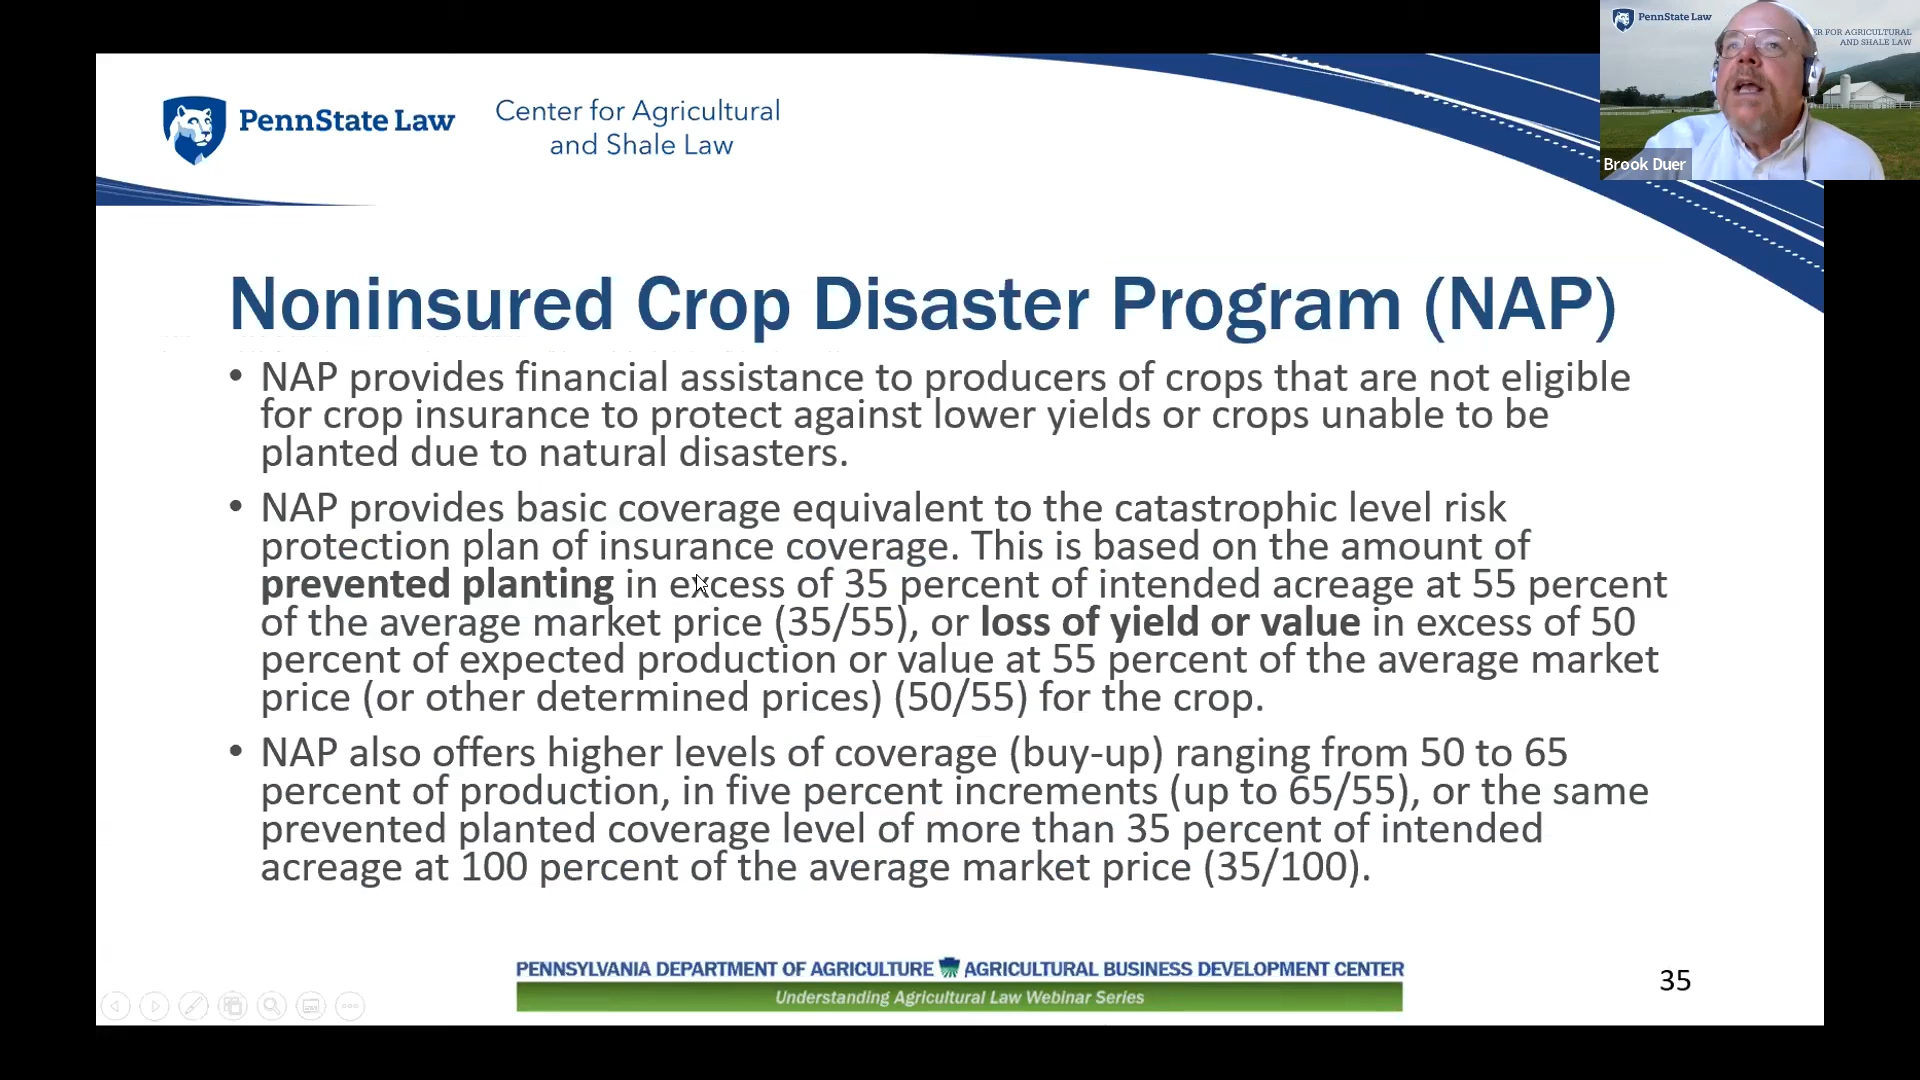 PennState Law
Center for Agricultural
and Shale Law
PennState Law
ER FOR AGRICULTURAL
AND SHALE LAW
Brook Duer
Noninsured Crop Disaster Program (NAP)
• NAP provides financial assistance to producers of crops that are not eligible
for crop insurance to protect against lower yields or crops unable to be
planted due to natural disasters.
• NAP provides basic coverage equivalent to the catastrophic level risk
protection plan of insurance coverage. This is based on the amount of
prevented planting in excess of 35 percent of intended acreage at 55 percent
of the average market price (35/55), or loss of yield or value in excess of 50
percent of expected production or value at 55 percent of the average market
price (or other determined prices) (50/55) for the crop.
• NAP also offers higher levels of coverage (buy-up) ranging from 50 to 65
percent of production, in five percent increments (up to 65/55), or the same
prevented planted coverage level of more than 35 percent of intended
acreage at 100 percent of the average market price (35/100).
PENNSYLVANIA DEPARTMENT OF AGRICULTURE AGRICULTURAL BUSINESS DEVELOPMENT CENTER
Understanding Agricultural Law Webinar Series
35